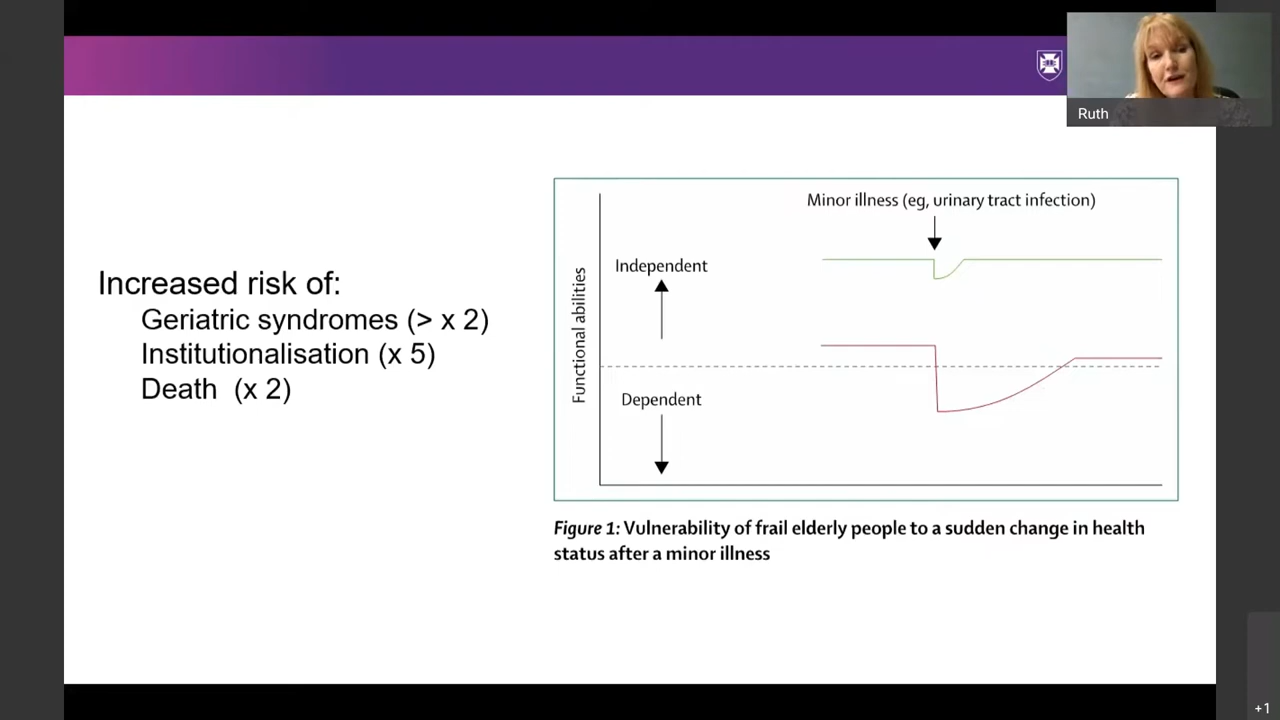 Ruth
Increased risk of:
Geriatric syndromes (> x 2)
Institutionalisation (x 5)
Death (x 2)
Minor illness (eg, urinary tract infection)
Independent
Functional abilities
Dependent
Figure 1: Vulnerability of frail elderly people to a sudden change in health
status after a minor illness
+1